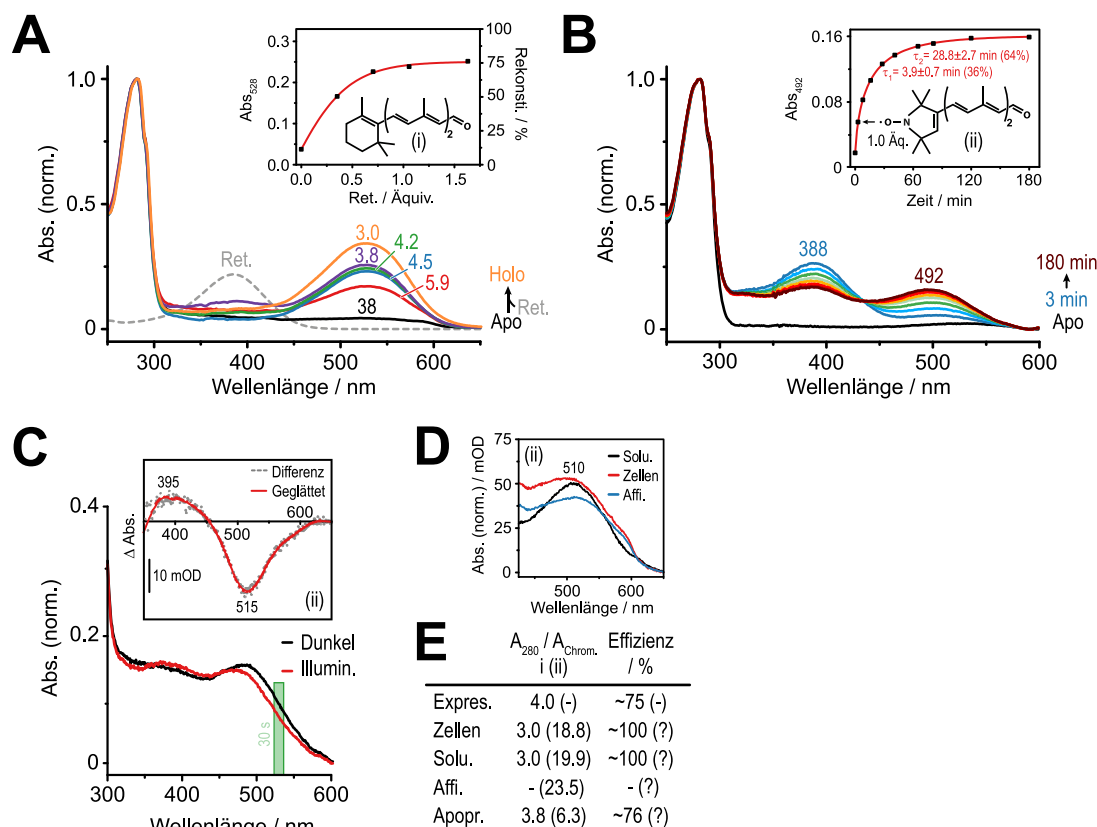 A
Abs. (norm.)
1.0
0.5
0
300
400
500
600
Wellenlänge / nm
Abs528
0.3
0.2
0.1
0.0
0.0
0.5
1.0
1.5
Ret. / Äquiv.
100
75
50
25
0
Rekonsti. / %
2
O
(i)
Ret.
3.0
3.8
4.2
4.5
5.9
38
Holo
Ret.
Apo
B
Abs. (norm.)
1.0
0.5
0
300
400
500
600
Wellenlänge / nm
Abs492
0.16
0.08
0.00
0
60
120
180
Zeit / min
τ2= 28.8±2.7 min (64%)
τ1= 3,9±0,7 min (36%)
1.0 Äq.
O
N
2
O
(ii)
388
492
180 min
3 min
Apo
C
Abs. (norm.)
0.4
0.2
0
300
400
500
600
Wellenlänge / nm
Δ Abs.
395
Differenz
Geglättet
400
500
600
10 mOD
515
(ii)
Dunkel
Illumin.
30 s
D
Abs. (norm.) / mOD
75
50
25
0
500
600
Wellenlänge / nm
(ii)
510
Solu.
Zellen
Affi.
E
A280 / AChrom. Effizienz
i (ii) / %
Expres. 4.0 (-) ~75 (-)
Zellen 3.0 (18.8) ~100 (?)
Solu. 3.0 (19.9) ~100 (?)
Affi. - (23.5) - (?)
Apopr. 3.8 (6.3) ~76 (?)